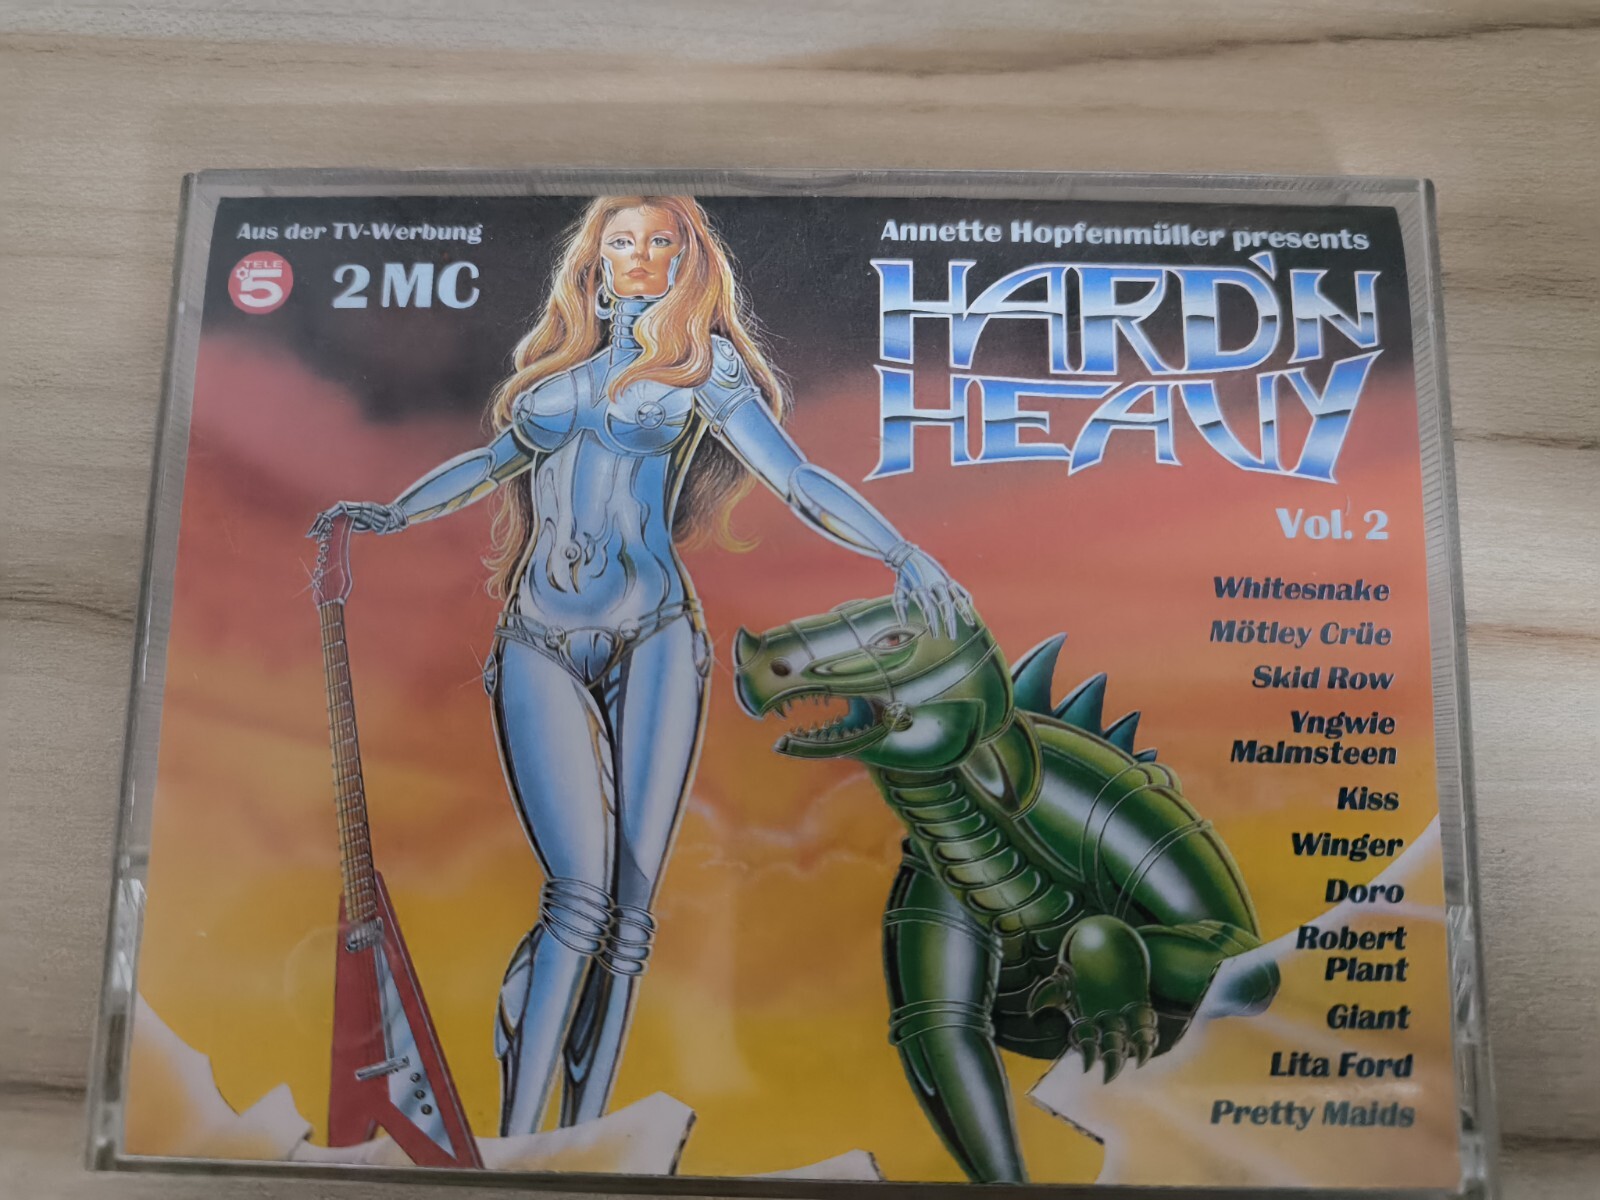 Aus der TV-Werbung
TELE
5
2 MC
Annette Hopfenmüller presents
HARD'N
HEAVY
Vol. 2
Whitesnake
Mötley Crüe
Skid Row
Yngwie
Malmsteen
Kiss
Winger
Doro
Robert
Plant
Giant
Lita Ford
Pretty Maids